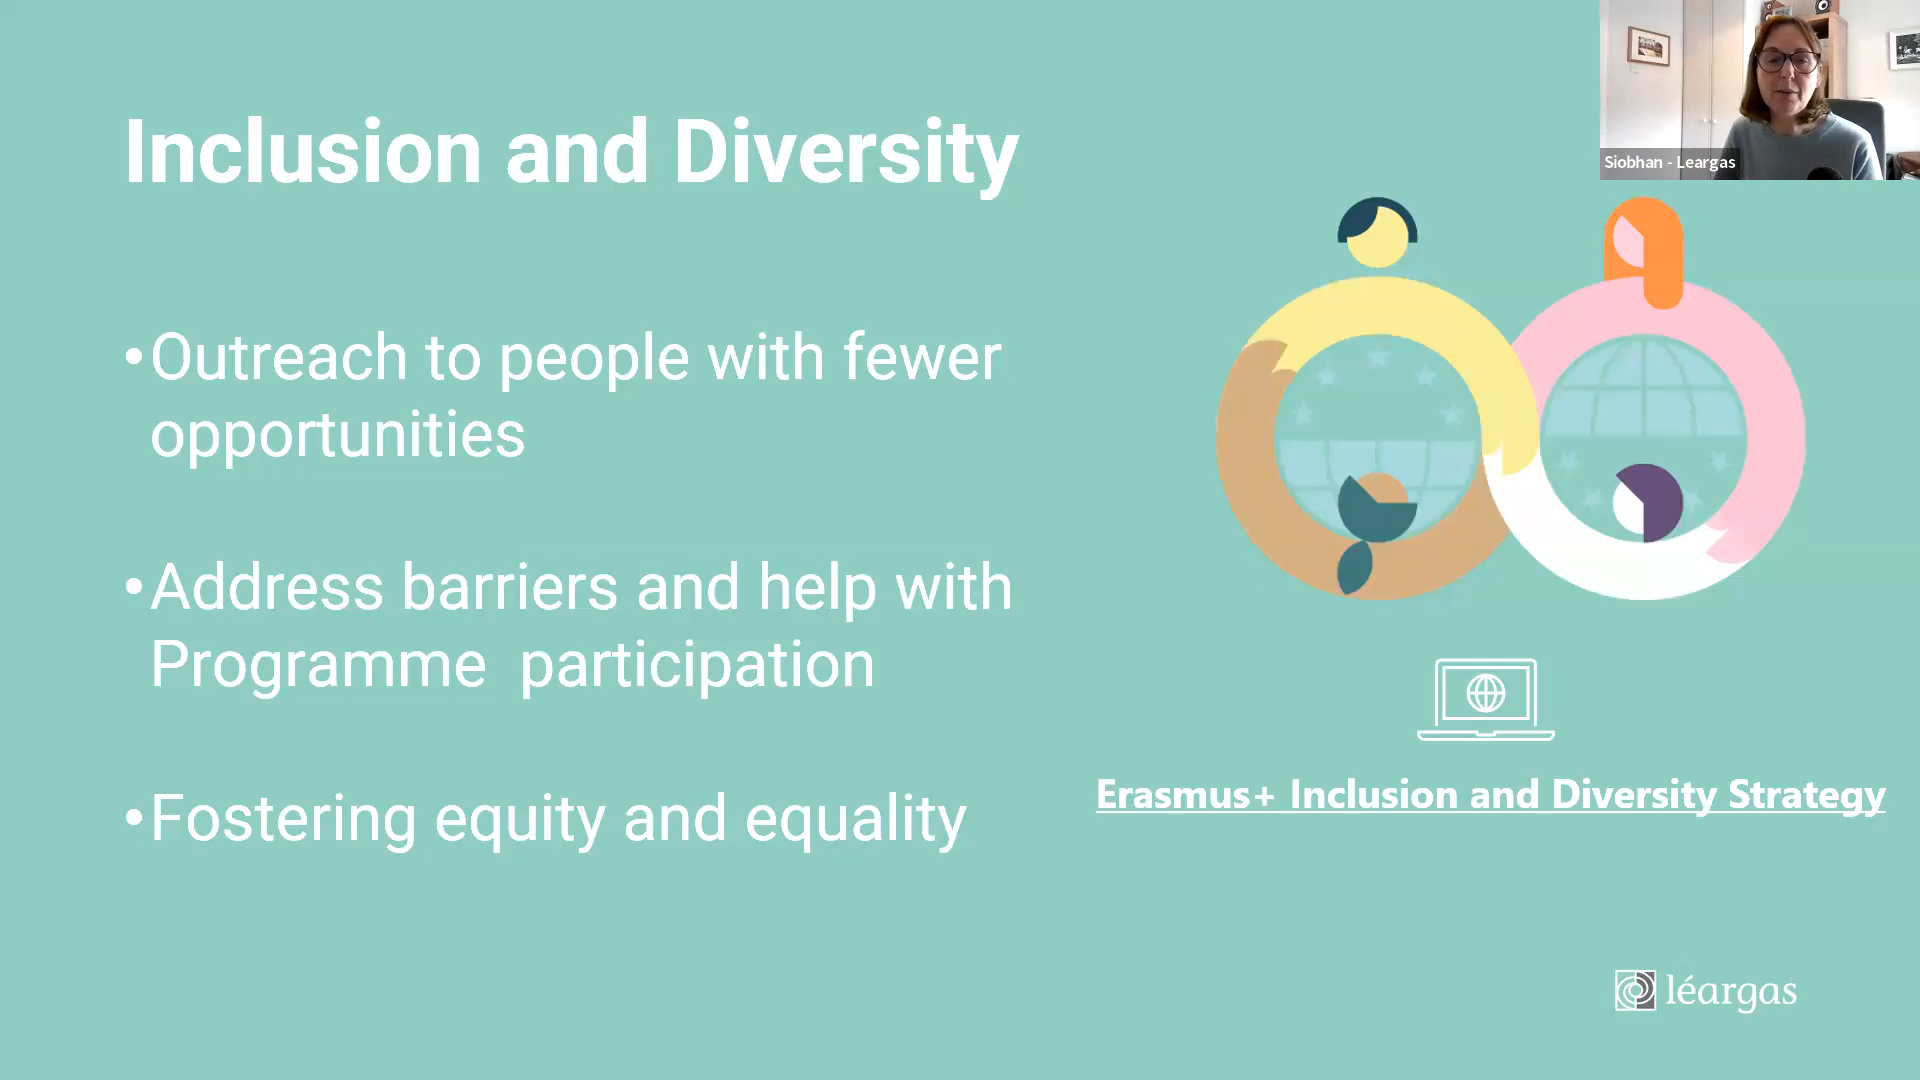 Siobhan - Leargas
Inclusion and Diversity
•Outreach to people with fewer
opportunities
•Address barriers and help with
Programme  participation
•Fostering equity and equality
Erasmus+ Inclusion and Diversity Strategy
léargas